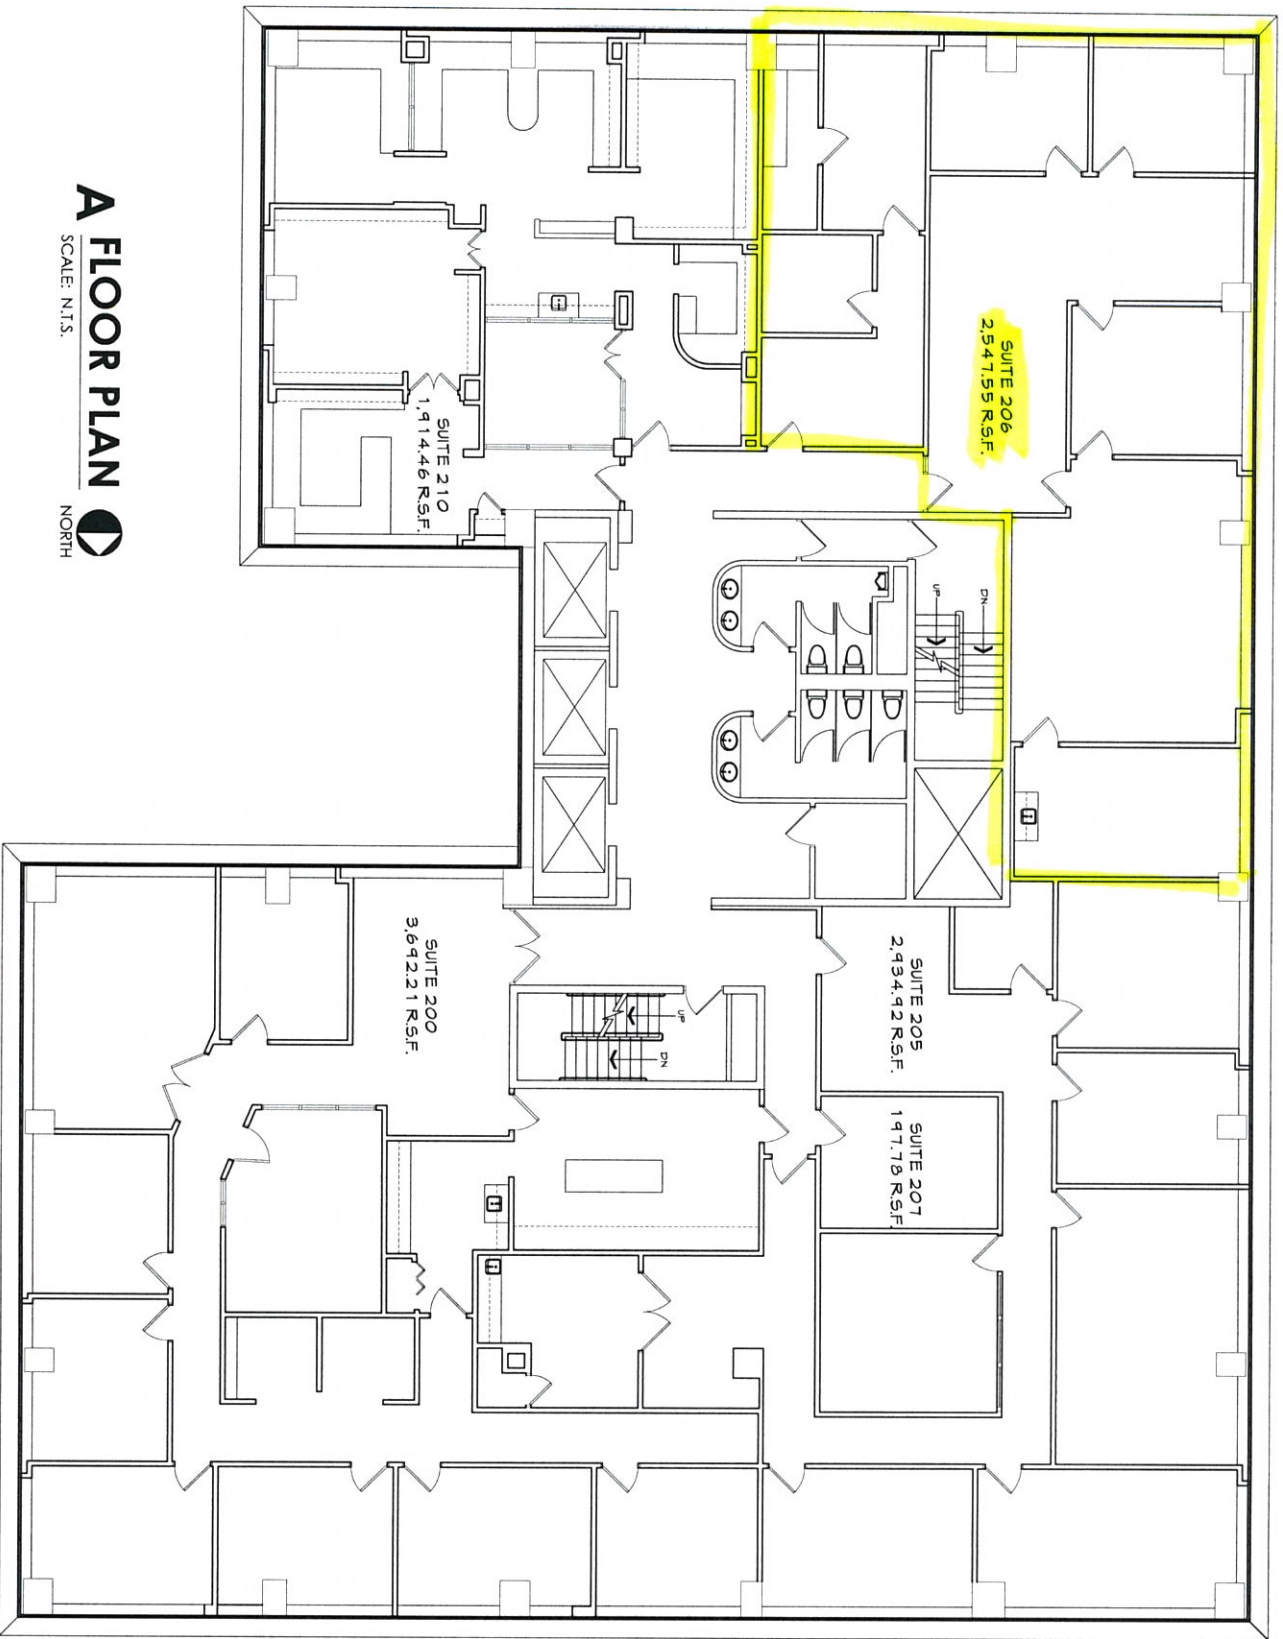 SUITE 206
2,547.55 R.S.F.
SUITE 210
1,914.46 R.S.F.
DN
UP
SUITE 205
2,934.92 R.S.F.
SUITE 200
3,692.21 R.S.F.
UP
DN
SUITE 207
197.78 R.S.F.
A FLOOR PLAN
SCALE: N.T.S.
NORTH